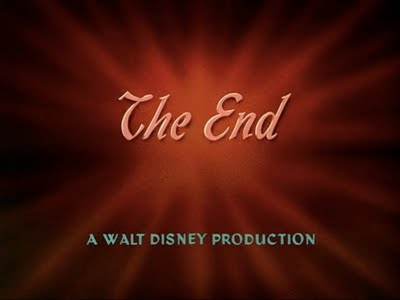 The End
A WALT DISNEY PRODUCTION